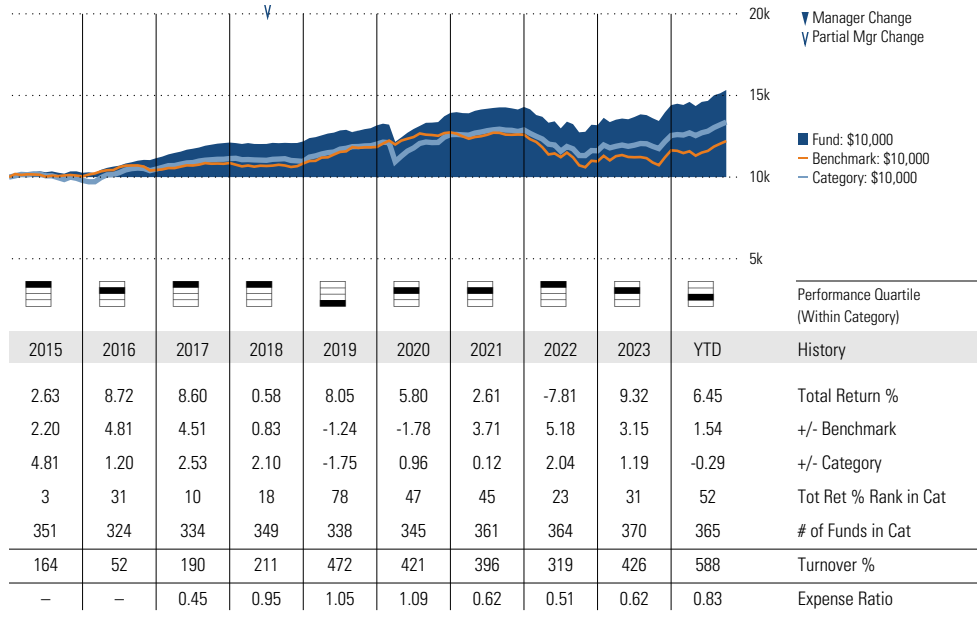 20k
▼ Manager Change
∨ Partial Mgr Change
15k
Fund: $10,000
Benchmark: $10,000
Category: $10,000
10k
5k
Performance Quartile
(Within Category)
2015 2016 2017 2018 2019 2020 2021 2022 2023 YTD History
2.63 8.72 8.60 0.58 8.05 5.80 2.61 -7.81 9.32 6.45 Total Return %
2.20 4.81 4.51 0.83 -1.24 -1.78 3.71 5.18 3.15 1.54 +/- Benchmark
4.81 1.20 2.53 2.10 -1.75 0.96 0.12 2.04 1.19 -0.29 +/- Category
3 31 10 18 78 47 45 23 31 52 Tot Ret % Rank in Cat
351 324 334 349 338 345 361 364 370 365 # of Funds in Cat
164 52 190 211 472 421 396 319 426 588 Turnover %
– – 0.45 0.95 1.05 1.09 0.62 0.51 0.62 0.83 Expense Ratio